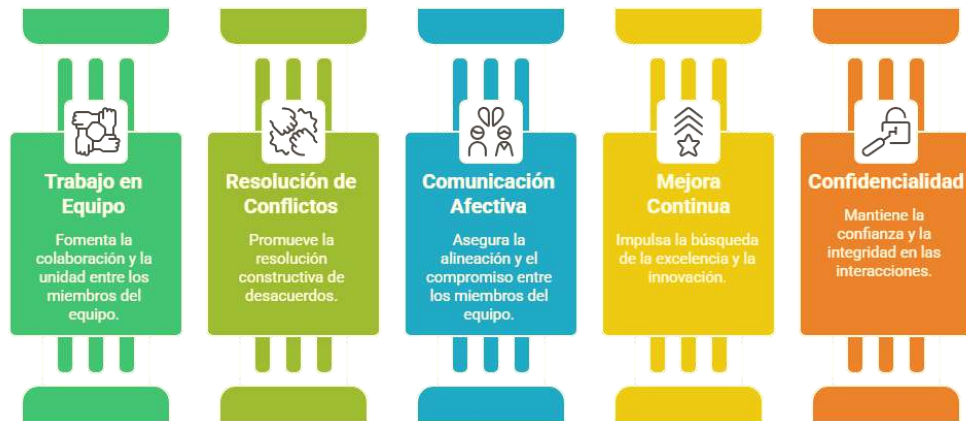 Trabajo en
Equipo
Fomenta la
colaboración y la
unidad entre los
miembros del
equipo.
Resolución de
Conflictos
Promueve la
resolución
constructiva de
desacuerdos.
Comunicación
Afectiva
Asegura la
alineación y el
compromiso entre
los miembros del
equipo.
Mejora
Continua
Impulsa la búsqueda
de la excelencia y la
innovación.
Confidencialidad
Mantiene la
confianza y la
integridad en las
interacciones.